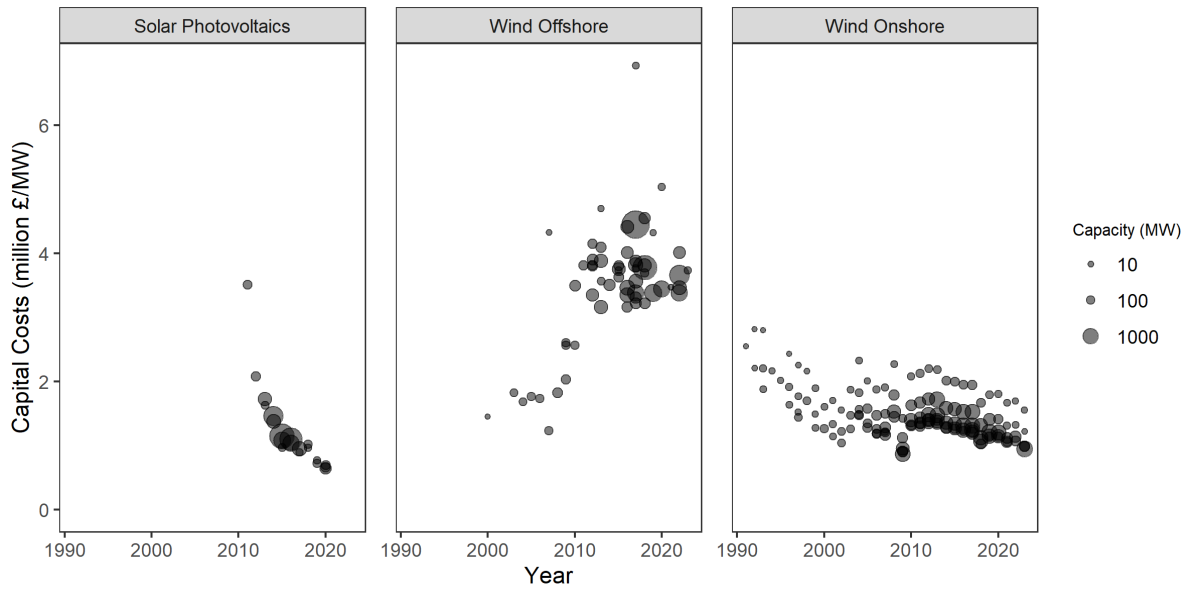 Solar Photovoltaics
Wind Offshore
Wind Onshore
Capital Costs (million £/MW)
6
4
2
0
1990 2000 2010 2020
1990 2000 2010 2020
1990 2000 2010 2020
Year
Capacity (MW)
10
100
1000